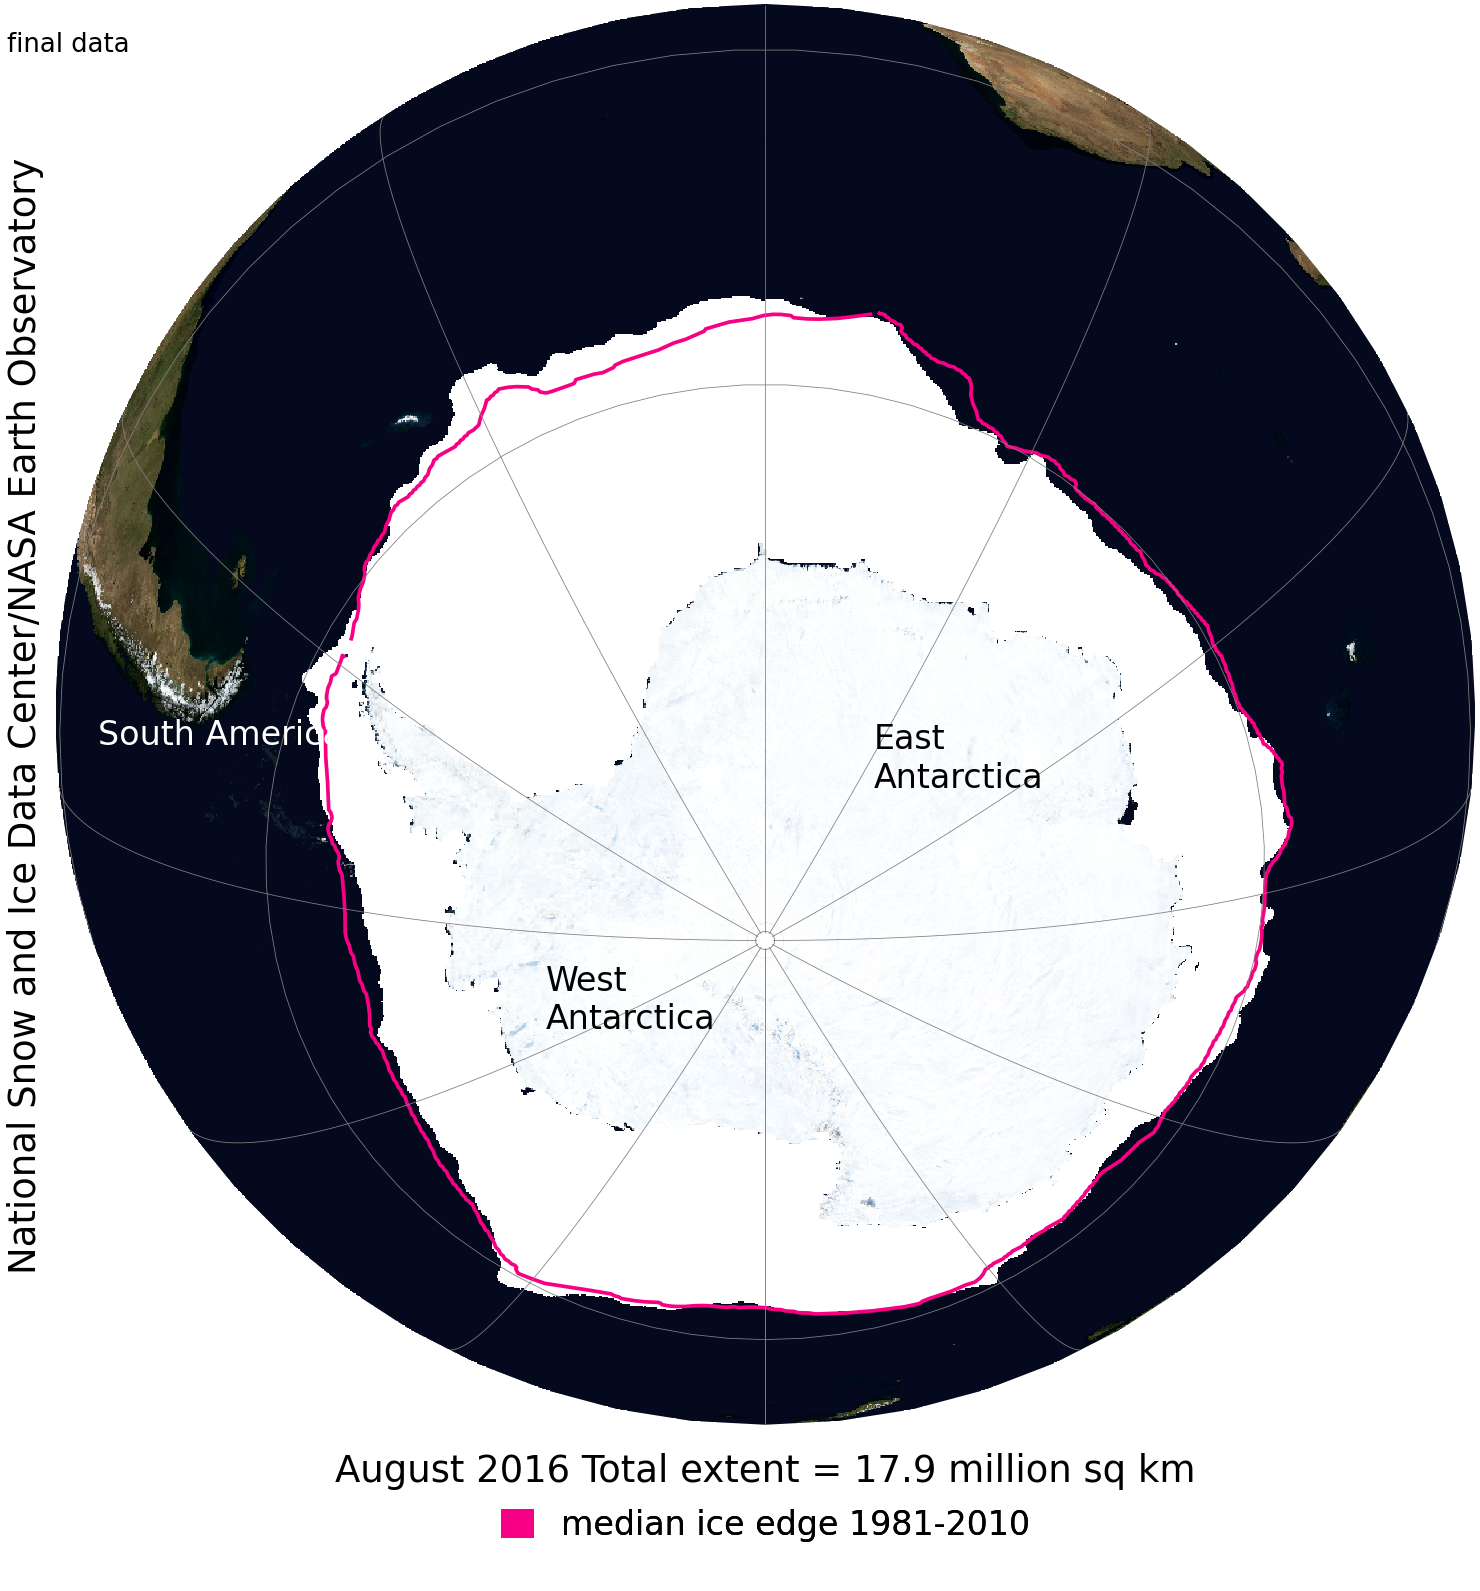 final data
National Snow and Ice Data Center/NASA Earth Observatory
South America
East
Antarctica
West
Antarctica
August 2016 Total extent = 17.9 million sq km
median ice edge 1981-2010